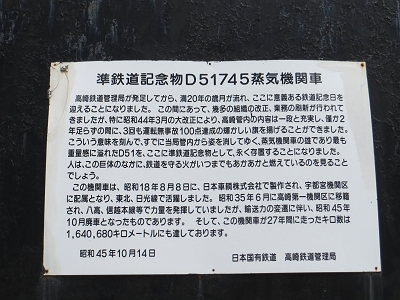 準鉄道記念物D51745蒸気機関車
高崎鉄道管理局が発足してから、満20年の歳月が流れ、ここに意義ある鉄道記念日を
迎えることになりました。この間にあって、幾多の組織の改正、業務の刷新が行われて
きましたが、特に昭和44年3月の大改正により、高崎管内の内容は一段と充実し、僅か2
年足らずの間に、3回も運転無事故100点達成の輝かしい旗を揚げることができました。
こういう意味を刻んで、すでに当局管内から姿を消してゆく、蒸気機関車の雄であり最も
重量感に溢れたD51を、ここに準鉄道記念物として、永く存置することになりました。
人は、この巨体のなかに、鉄道を守る火がいつまでもあかあかと燃えているのを見ること
でしょう。
この機関車は、昭和18年8月8日に、日本車輌株式会社で製作され、宇都宮機関区
に配属となり、東北、日光線で活躍しました。昭和35年6月に高崎第一機関区に移籍
され、八高、信越本線等で力量を発揮していましたが、輸送力の変遷に伴い、昭和45年
10月廃車となったものであります。そして、この機関車が27年間に走ったキロ数は
1,640,680キロメートルにも達しております。
昭和45年10月14日 日本国有鉄道 高崎鉄道管理局